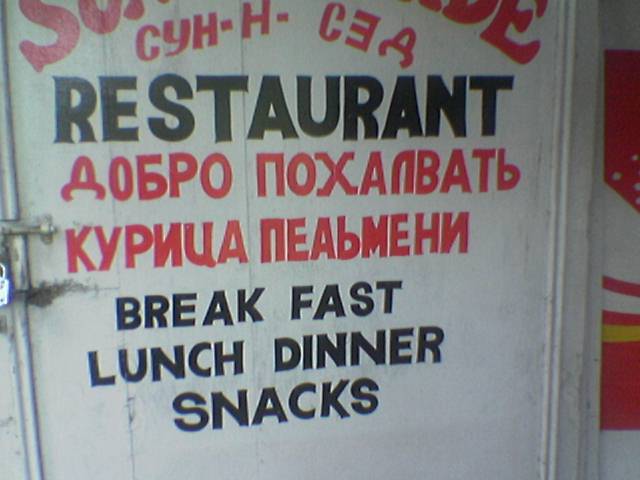 СУН-Н- СЭД
RESTAURANT
ДОБРО ПОХАЛВАТЬ
КУРИЦА ПЕЛЬМЕНИ
BREAK FAST
LUNCH DINNER
SNACKS